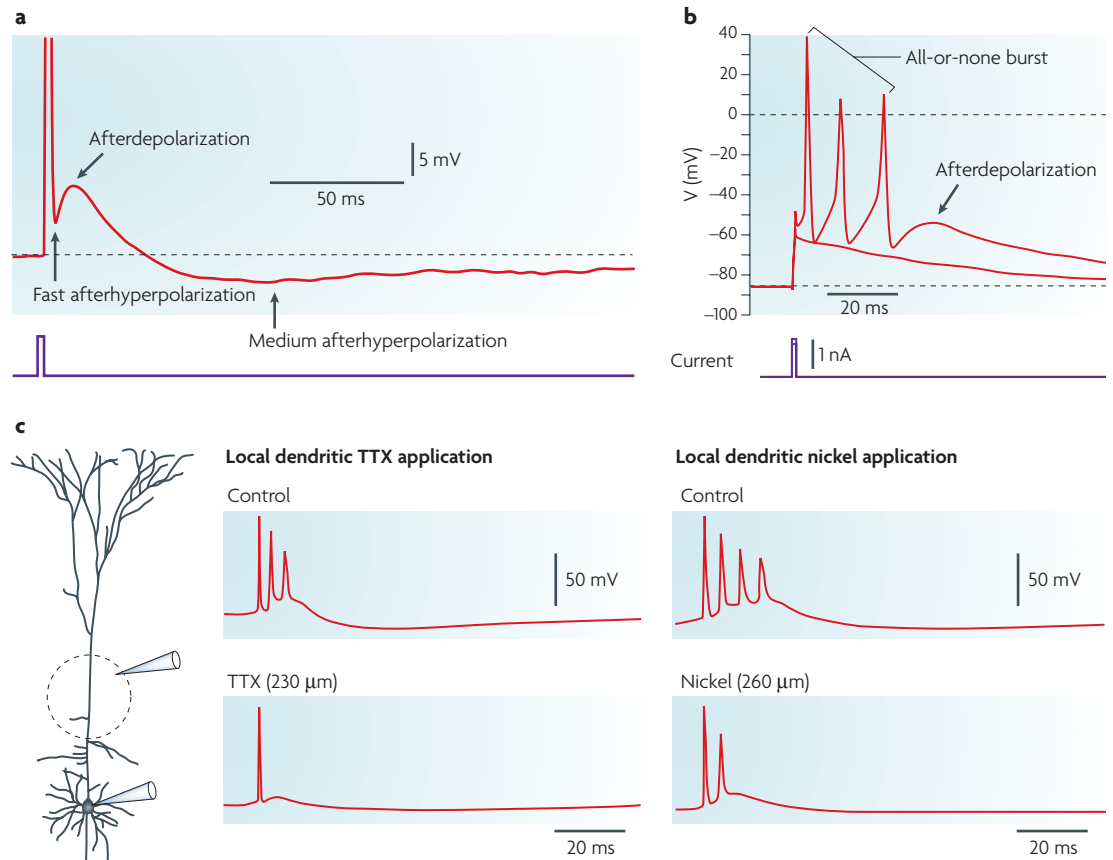 a
Afterdepolarization
5 mV
50 ms
Fast afterhyperpolarization
Medium afterhyperpolarization
b
40
20
0
–20
–40
–60
–80
–100
V (mV)
All-or-none burst
Afterdepolarization
20 ms
Current
1 nA
c
Local dendritic TTX application
Control
50 mV
TTX (230 µm)
20 ms
Local dendritic nickel application
Control
50 mV
Nickel (260 µm)
20 ms